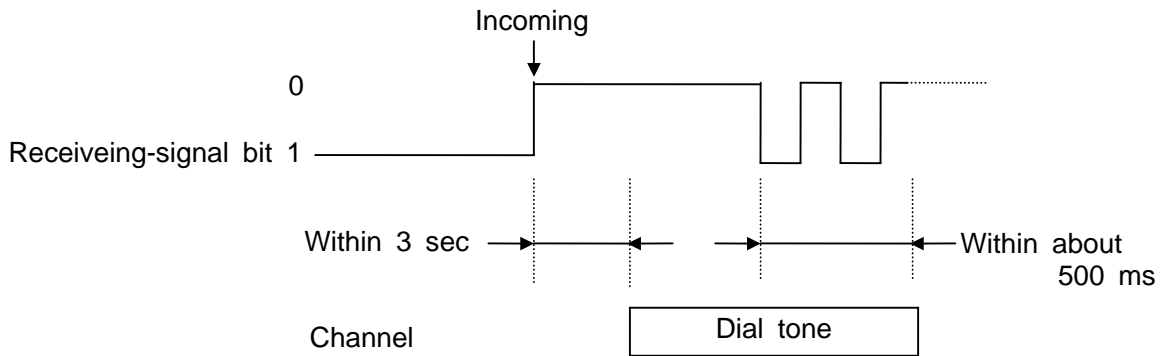 Incoming
0
Receiveing-signal bit 1
Within 3 sec
Within about
500 ms
Channel
Dial tone